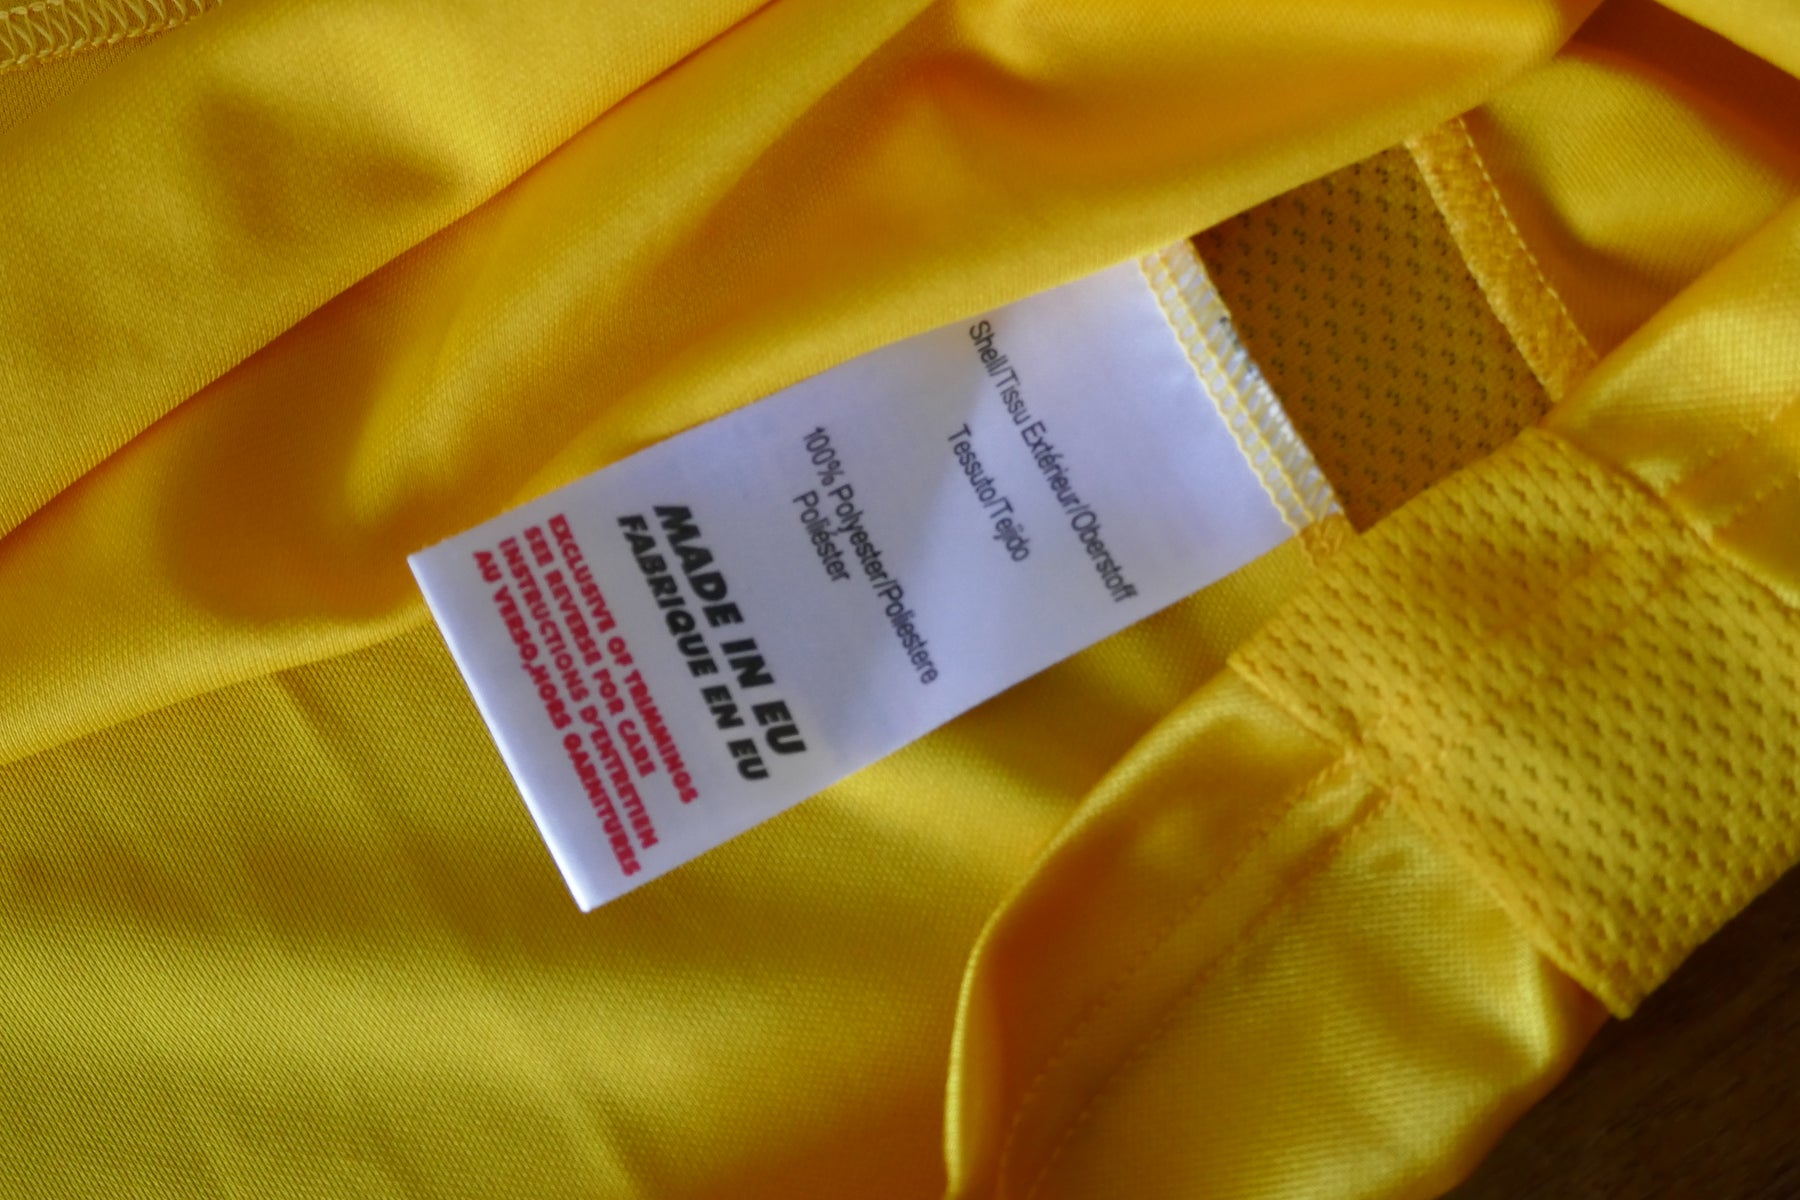 Shell/Tissu Extérieur/Oberstoff
Tessuto/Tejido
100% Polyester/Poliestere
Poliéster
MADE IN EU
FABRIQUE EN EU
EXCLUSIVE OF TRIMMINGS
SEE REVERSE FOR CARE
INSTRUCTIONS D'ENTRETIEN
AU VERSO,HORS GARNITURES